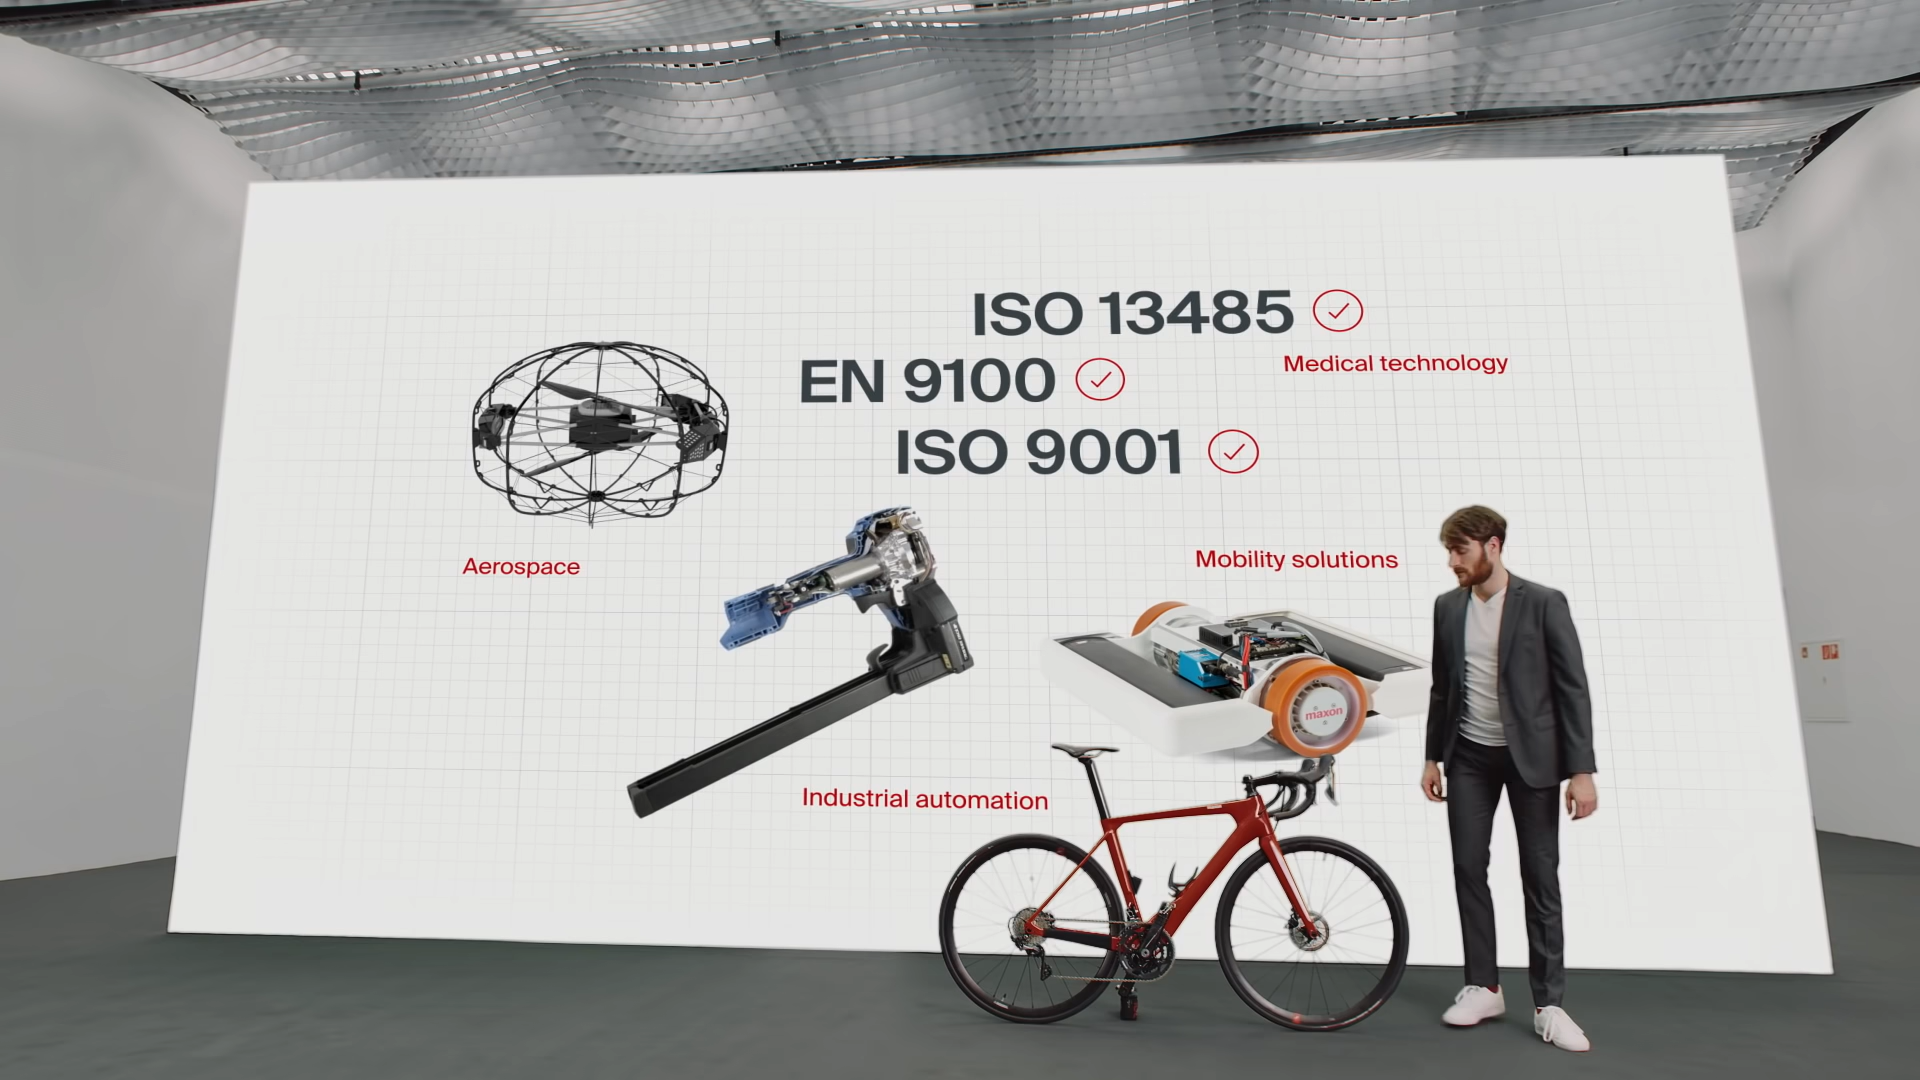 ISO 13485
Medical technology
EN 9100
ISO 9001
Aerospace
Mobility solutions
maxon
Industrial automation